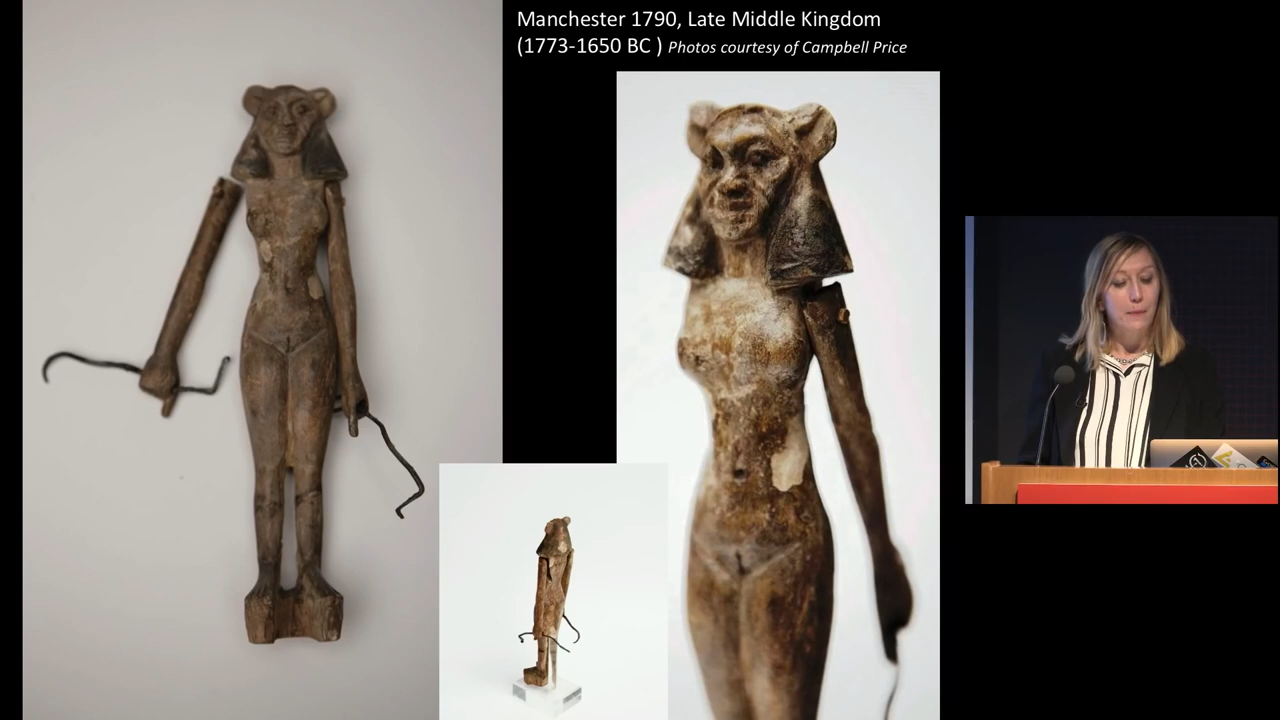 Manchester 1790, Late Middle Kingdom
(1773-1650 BC ) Photos courtesy of Campbell Price